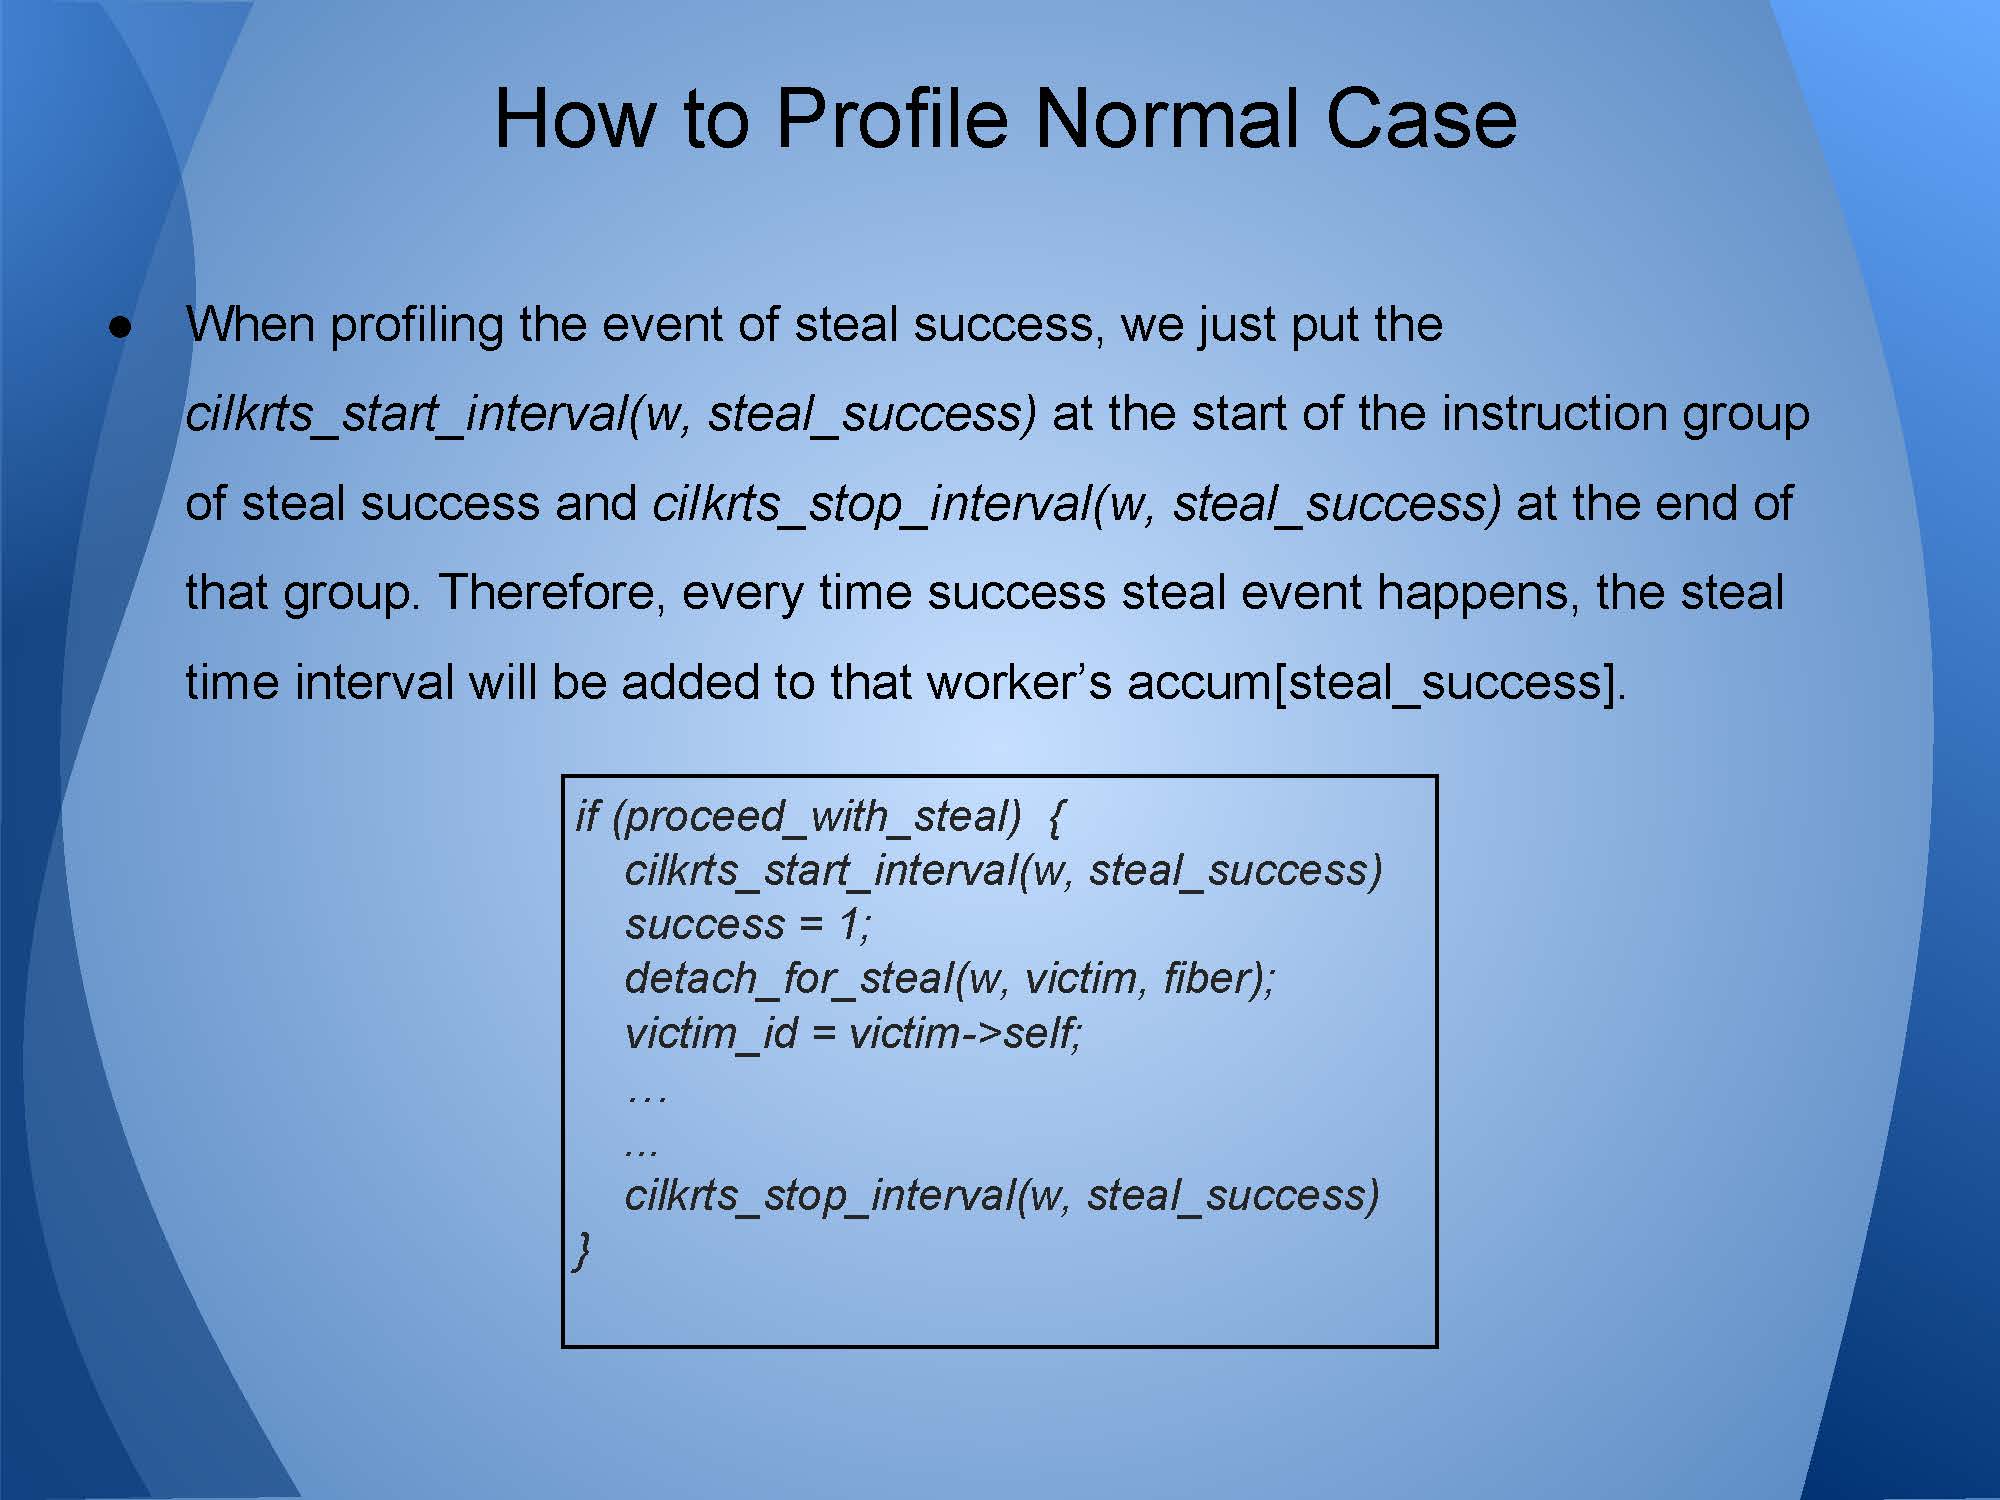 How to Profile Normal Case
● When profiling the event of steal success, we just put the
cilkrts_start_interval(w, steal_success) at the start of the instruction group
of steal success and cilkrts_stop_interval(w, steal_success) at the end of
that group. Therefore, every time success steal event happens, the steal
time interval will be added to that worker’s accum[steal_success].
if (proceed_with_steal)  {
cilkrts_start_interval(w, steal_success)
success = 1;
detach_for_steal(w, victim, fiber);
victim_id = victim->self;
…
...
cilkrts_stop_interval(w, steal_success)
}